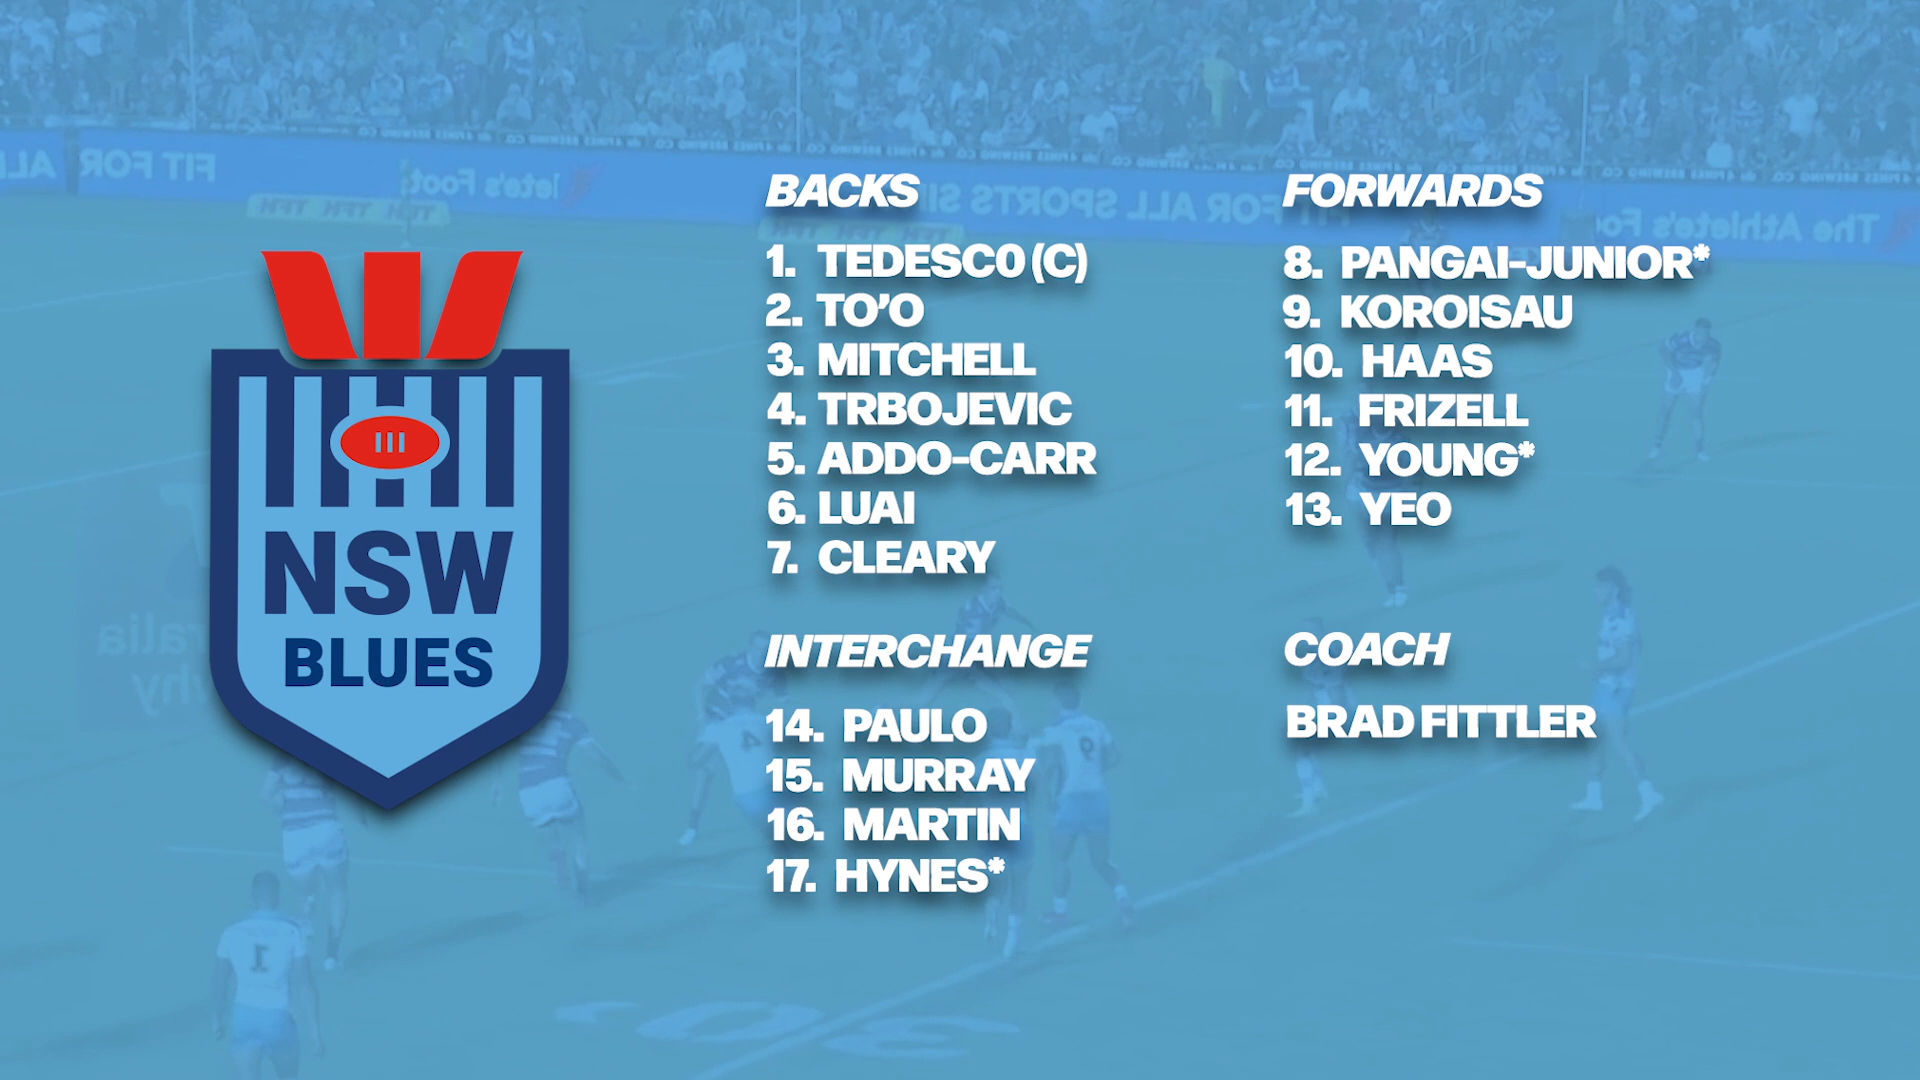 NSW
BLUES
BACKS
1. TEDESCO (C)
2. TO'O
3. MITCHELL
4. TRBOJEVIC
5. ADDO-CARR
6. LUAI
7. CLEARY
FORWARDS
8. PANGAI-JUNIOR*
9. KOROISAU
10. HAAS
11. FRIZELL
12. YOUNG*
13. YEO
INTERCHANGE
14. PAULO
15. MURRAY
16. MARTIN
17. HYNES*
COACH
BRAD FITTLER